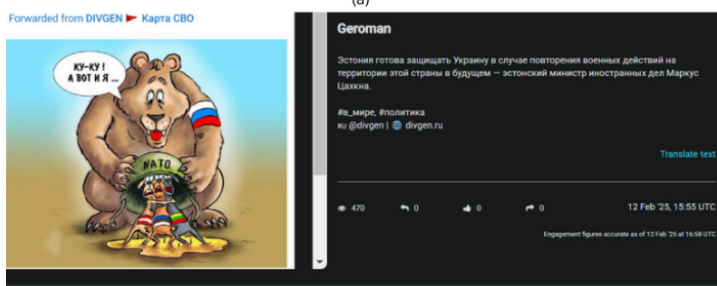 (a)
Forwarded from DIVGEN Карта СВО
КУ-КУ !
А ВОТ И Я ...
NATO
Geroman
Эстония готова защищать Украину в случае повторения военных действий на
территории этой страны в будущем — эстонский министр иностранных дел Маркус
Цахкна.
#в_мире, #политика
RU @divgen | divgen.ru
Translate text
470 0 0 0 12 Feb '25, 15:55 UTC
Engagement figures accurate as of 12 Feb '25 at 16:58 UTC